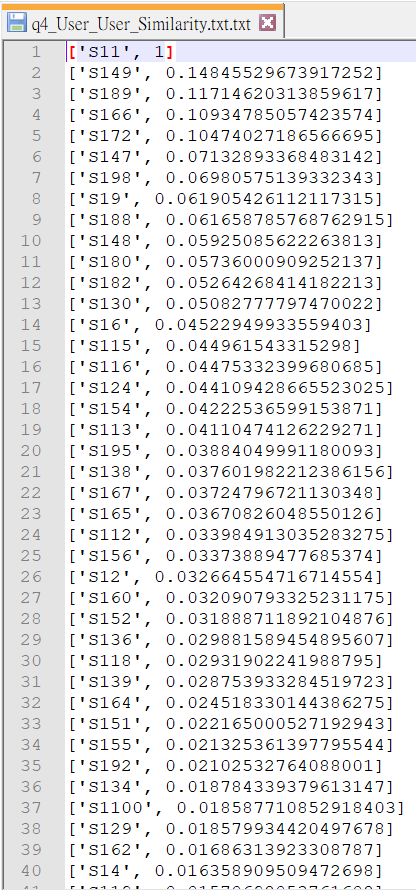 q4_User_User_Similarity.txt.txt
1 ['S11', 1]
2 ['S149', 0.14845529673917252]
3 ['S189', 0.11714620313859617]
4 ['S166', 0.10934785057423574]
5 ['S172', 0.10474027186566695]
6 ['S147', 0.07132893368483142]
7 ['S198', 0.06980575139332343]
8 ['S19', 0.061905426112117315]
9 ['S188', 0.061658785768762915]
10 ['S148', 0.05925085622263813]
11 ['S180', 0.05736000909252137]
12 ['S182', 0.05264268414182213]
13 ['S130', 0.05082777797470022]
14 ['S16', 0.04522949933559403]
15 ['S115', 0.044961543315298]
16 ['S116', 0.04475332399680685]
17 ['S124', 0.044109428665523025]
18 ['S154', 0.04222536599153871]
19 ['S113', 0.04110474126229271]
20 ['S195', 0.03884049991180093]
21 ['S138', 0.037601982212386156]
22 ['S167', 0.03724796721130348]
23 ['S165', 0.03670826048550126]
24 ['S112', 0.033984913035283275]
25 ['S156', 0.03373889477685374]
26 ['S12', 0.032664554716714554]
27 ['S160', 0.032090793325231175]
28 ['S152', 0.031888711892104876]
29 ['S136', 0.029881589454895607]
30 ['S118', 0.02931902241988795]
31 ['S139', 0.028753933284519723]
32 ['S164', 0.024518330144386275]
33 ['S151', 0.022165000527192943]
34 ['S155', 0.021325361397795544]
35 ['S192', 0.02102532764088001]
36 ['S134', 0.018784339379613147]
37 ['S1100', 0.018587710852918403]
38 ['S129', 0.018579934420497678]
39 ['S162', 0.01686313923308787]
40 ['S14', 0.016358909509472698]